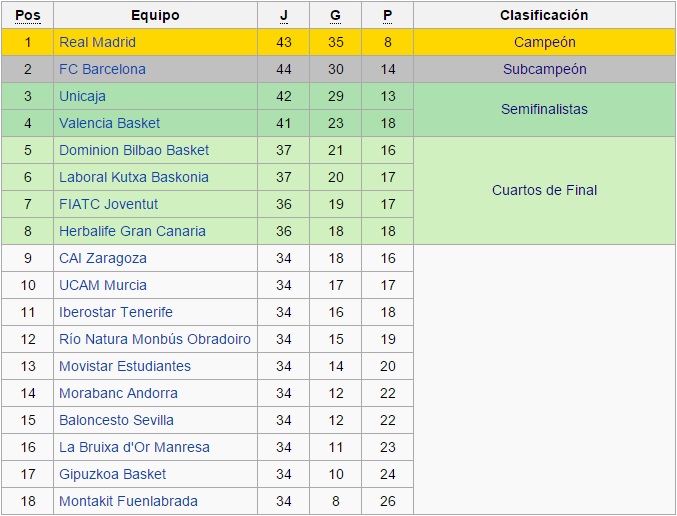 Pos Equipo J G P Clasificación
1 Real Madrid 43 35 8 Campeón
2 FC Barcelona 44 30 14 Subcampeón
3 Unicaja 42 29 13
Semifinalistas
4 Valencia Basket 41 23 18
5 Dominion Bilbao Basket 37 21 16
6 Laboral Kutxa Baskonia 37 20 17
Cuartos de Final
7 FIATC Joventut 36 19 17
8 Herbalife Gran Canaria 36 18 18
9 CAI Zaragoza 34 18 16
10 UCAM Murcia 34 17 17
11 Iberostar Tenerife 34 16 18
12 Río Natura Monbús Obradoiro 34 15 19
13 Movistar Estudiantes 34 14 20
14 Morabanc Andorra 34 12 22
15 Baloncesto Sevilla 34 12 22
16 La Bruixa d'Or Manresa 34 11 23
17 Gipuzkoa Basket 34 10 24
18 Montakit Fuenlabrada 34 8 26